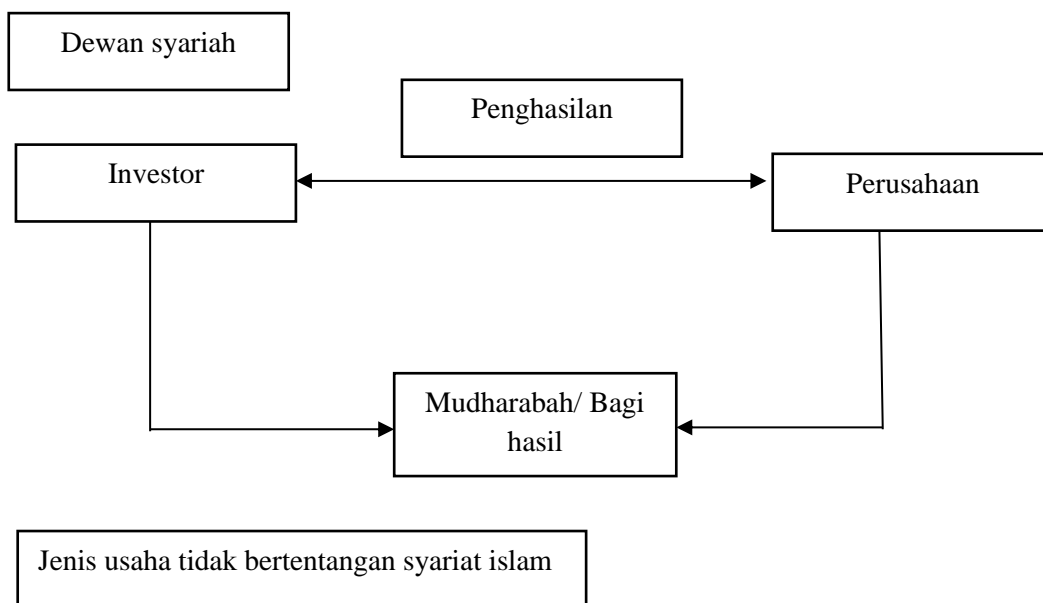 Dewan syariah
Penghasilan
Investor
Perusahaan
Mudharabah/ Bagi
hasil
Jenis usaha tidak bertentangan syariat islam